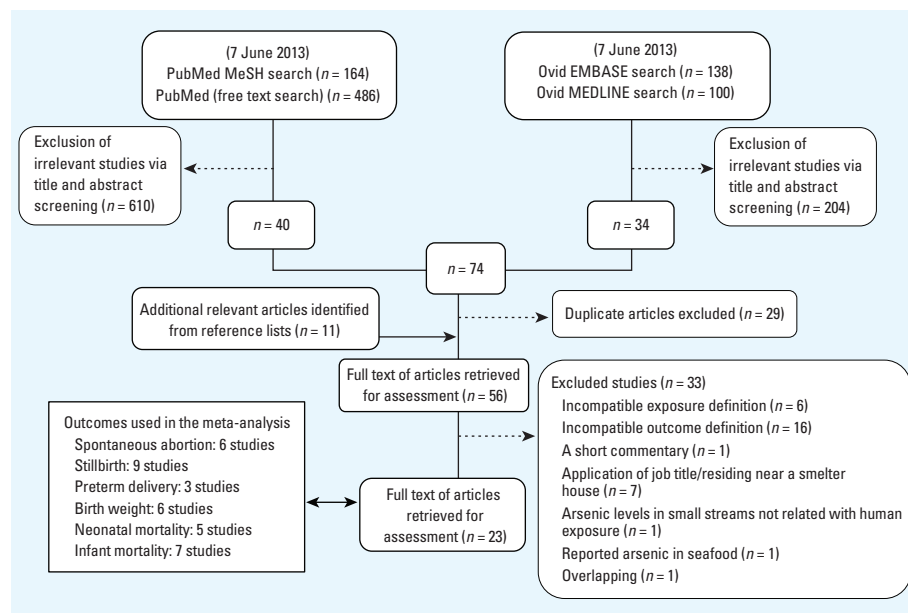 (7 June 2013)
PubMed MeSH search (n = 164)
PubMed (free text search) (n = 486)
(7 June 2013)
Ovid EMBASE search (n = 138)
Ovid MEDLINE search (n = 100)
Exclusion of
irrelevant studies via
title and abstract
screening (n = 610)
Exclusion of
irrelevant studies via
title and abstract
screening (n = 204)
n = 40
n = 34
n = 74
Additional relevant articles identified
from reference lists (n = 11)
Duplicate articles excluded (n = 29)
Full text of articles retrieved
for assessment (n = 56)
Excluded studies (n = 33)
Incompatible exposure definition (n = 6)
Incompatible outcome definition (n = 16)
A short commentary (n = 1)
Application of job title/residing near a smelter
house (n = 7)
Arsenic levels in small streams not related with human
exposure (n = 1)
Reported arsenic in seafood (n = 1)
Overlapping (n = 1)
Outcomes used in the meta-analysis
Spontaneous abortion: 6 studies
Stillbirth: 9 studies
Preterm delivery: 3 studies
Birth weight: 6 studies
Neonatal mortality: 5 studies
Infant mortality: 7 studies
Full text of articles
retrieved for
assessment (n = 23)